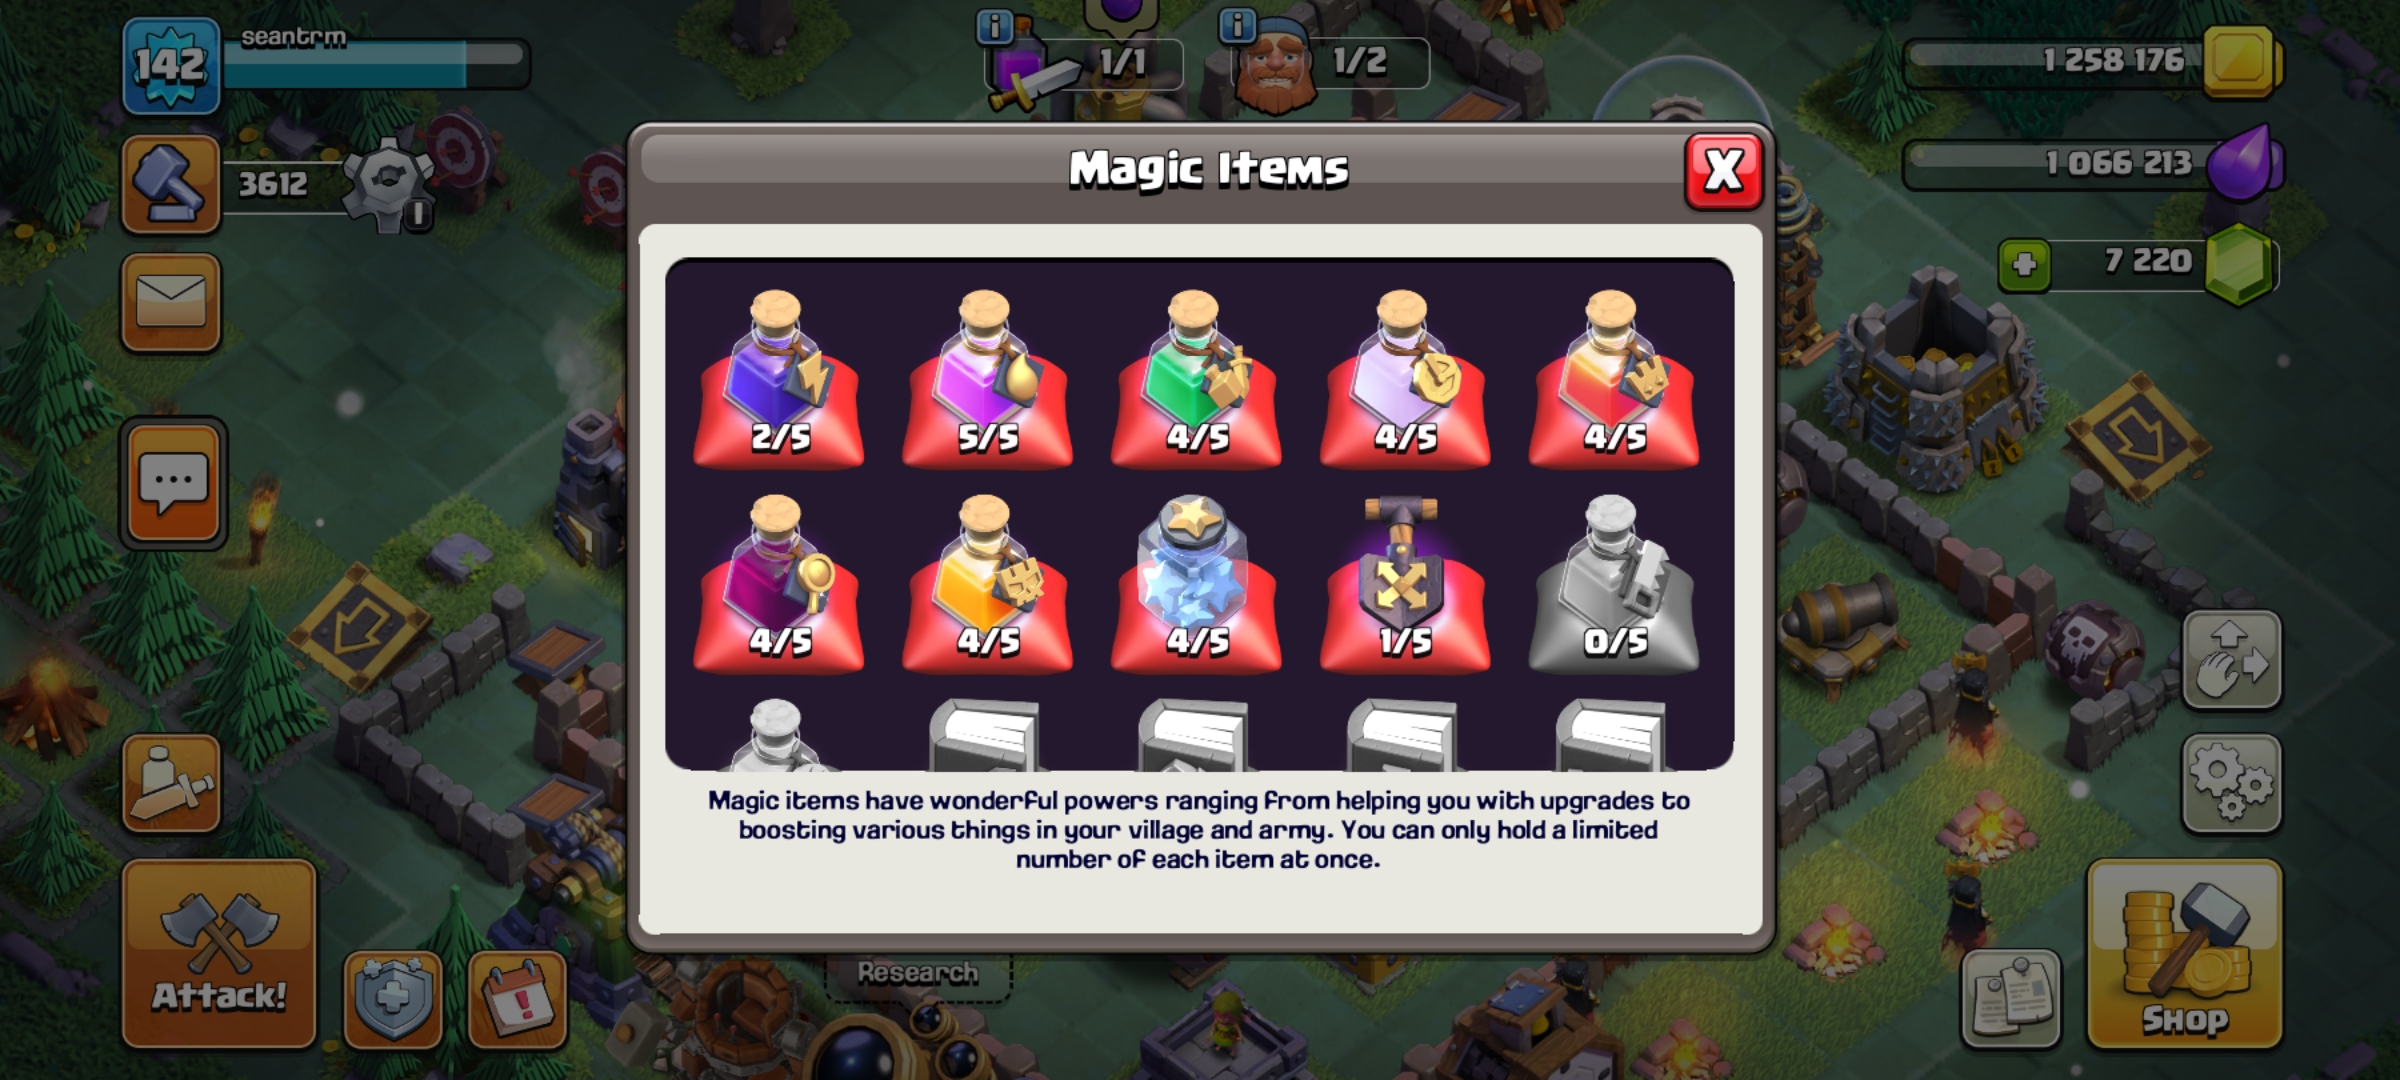 142
seantrm
1/1
1/2
1 258 176
3612
1 066 213
7 220
Magic Items
X
2/5
5/5
4/5
4/5
4/5
4/5
4/5
4/5
1/5
0/5
Magic items have wonderful powers ranging from helping you with upgrades to
boosting various things in your village and army. You can only hold a limited
number of each item at once.
Research
Attack!
Shop